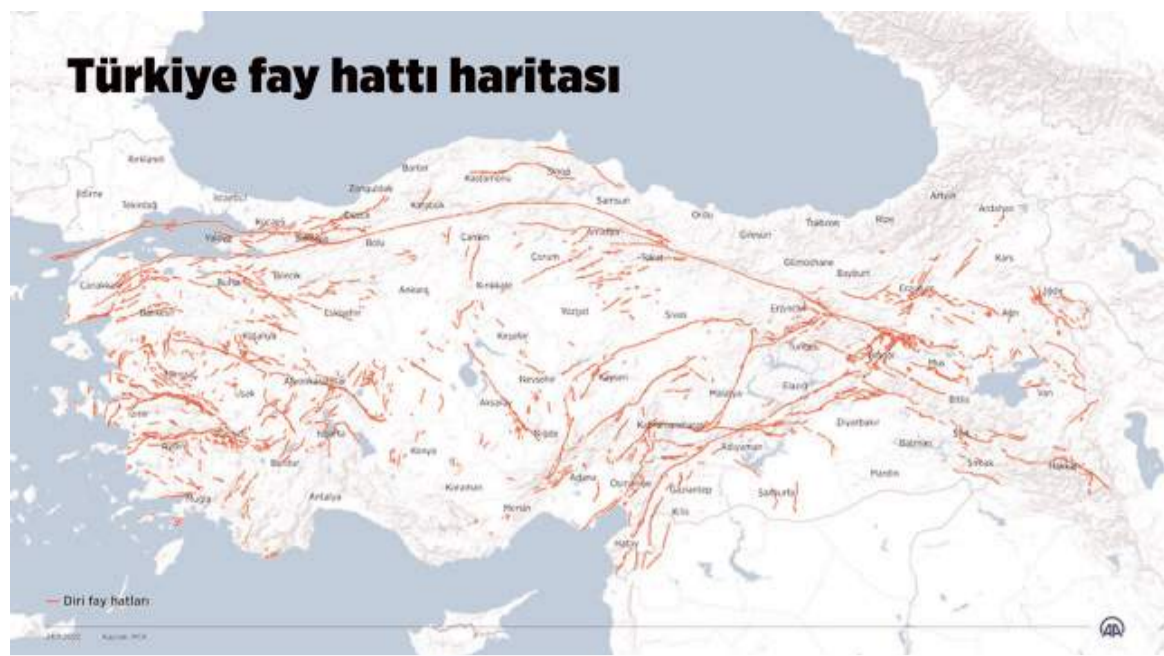 Türkiye fay hattı haritası
Kırklareli
Edirne
Tekirdağ
İstanbul
Kocaeli
Yalova
Sakarya
Düzce
Zonguldak
Bartın
Karabük
Kastamonu
Sinop
Samsun
Bolu
Çankırı
Çorum
Amasya
Tokat
Ordu
Giresun
Trabzon
Rize
Artvin
Ardahan
Kars
Gümüşhane
Bayburt
Erzurum
Iğdır
Ağrı
Çanakkale
Bursa
Bilecik
Balıkesir
Eskişehir
Ankara
Kırıkkale
Yozgat
Sivas
Erzincan
Kütahya
Kırşehir
Tunceli
Bingöl
Muş
Manisa
Uşak
Afyonkarahisar
Nevşehir
Kayseri
Malatya
Elazığ
Bitlis
Van
İzmir
Aksaray
Niğde
Kahramanmaraş
Adıyaman
Diyarbakır
Batman
Siirt
Aydın
Isparta
Konya
Burdur
Şırnak
Hakkari
Muğla
Antalya
Karaman
Mersin
Adana
Osmaniye
Gaziantep
Şanlıurfa
Mardin
Kilis
Hatay
Diri fay hatları
Kaynak: MTA
AA